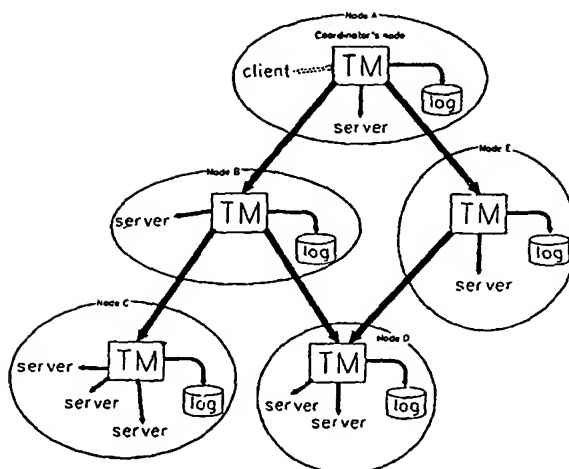 Node A
Coordinator's node
client
TM
log
server
Node B
Node E
server
TM
log
TM
log
server
Node C
Node D
server
TM
server
log
server
TM
server
log
server